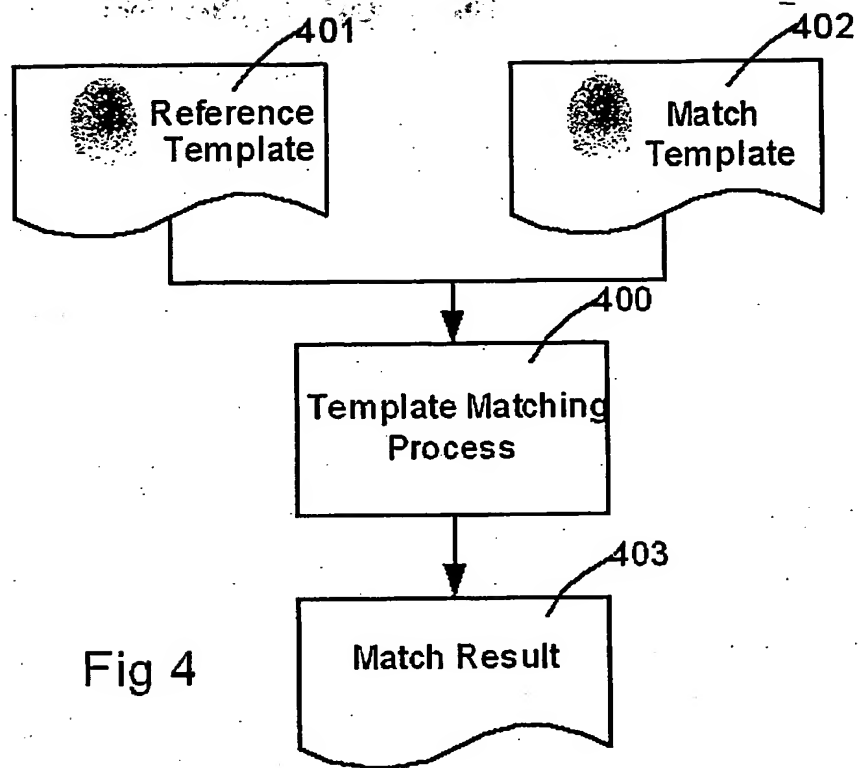 401
402
Reference
Template
Match
Template
400
Template Matching
Process
403
Match Result
Fig 4